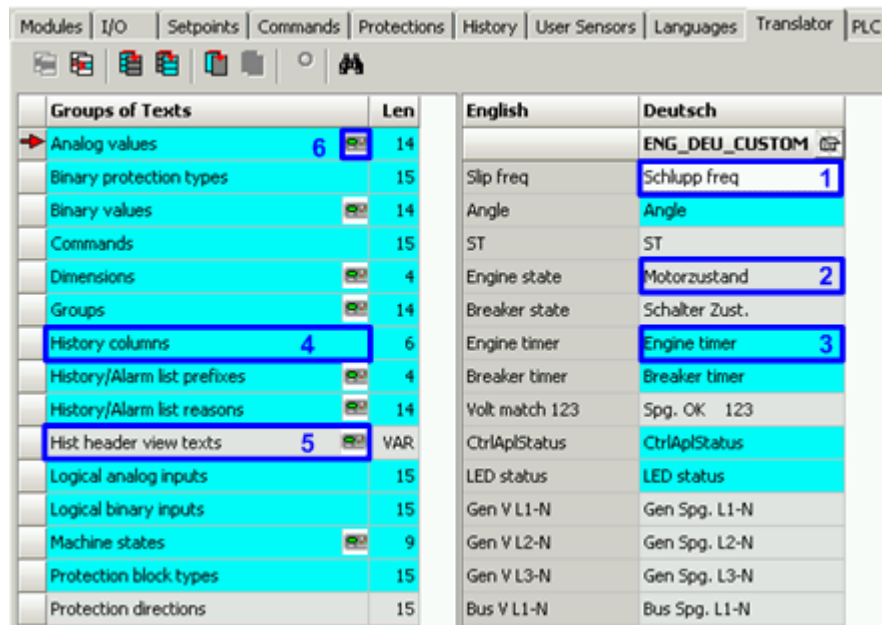 Modules I/O Setpoints Commands Protections History User Sensors Languages Translator PLC
Groups of Texts Len
Analog values 6 14
Binary protection types 15
Binary values 14
Commands 15
Dimensions 4
Groups 14
History columns 4 6
History/Alarm list prefixes 4
History/Alarm list reasons 14
Hist header view texts 5 VAR
Logical analog inputs 15
Logical binary inputs 15
Machine states 9
Protection block types 15
Protection directions 15
English Deutsch
ENG_DEU_CUSTOM
Slip freq Schlupp freq 1
Angle Angle
ST ST
Engine state Motorzustand 2
Breaker state Schalter Zust.
Engine timer Engine timer 3
Breaker timer Breaker timer
Volt match 123 Spg. OK 123
CtrlAplStatus CtrlAplStatus
LED status LED status
Gen V L1-N Gen Spg. L1-N
Gen V L2-N Gen Spg. L2-N
Gen V L3-N Gen Spg. L3-N
Bus V L1-N Bus Spg. L1-N